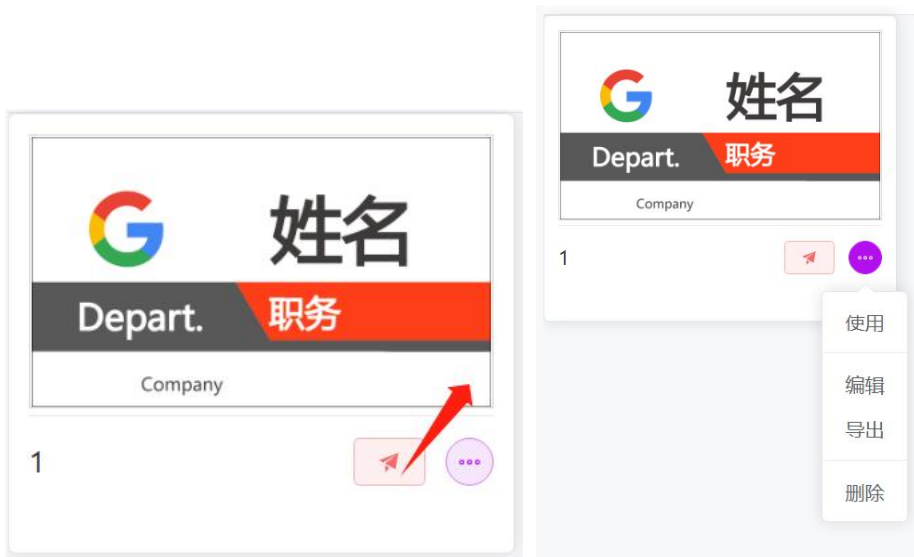 姓名
Depart.
职务
Company
1
姓名
Depart.
职务
Company
1
使用
编辑
导出
删除